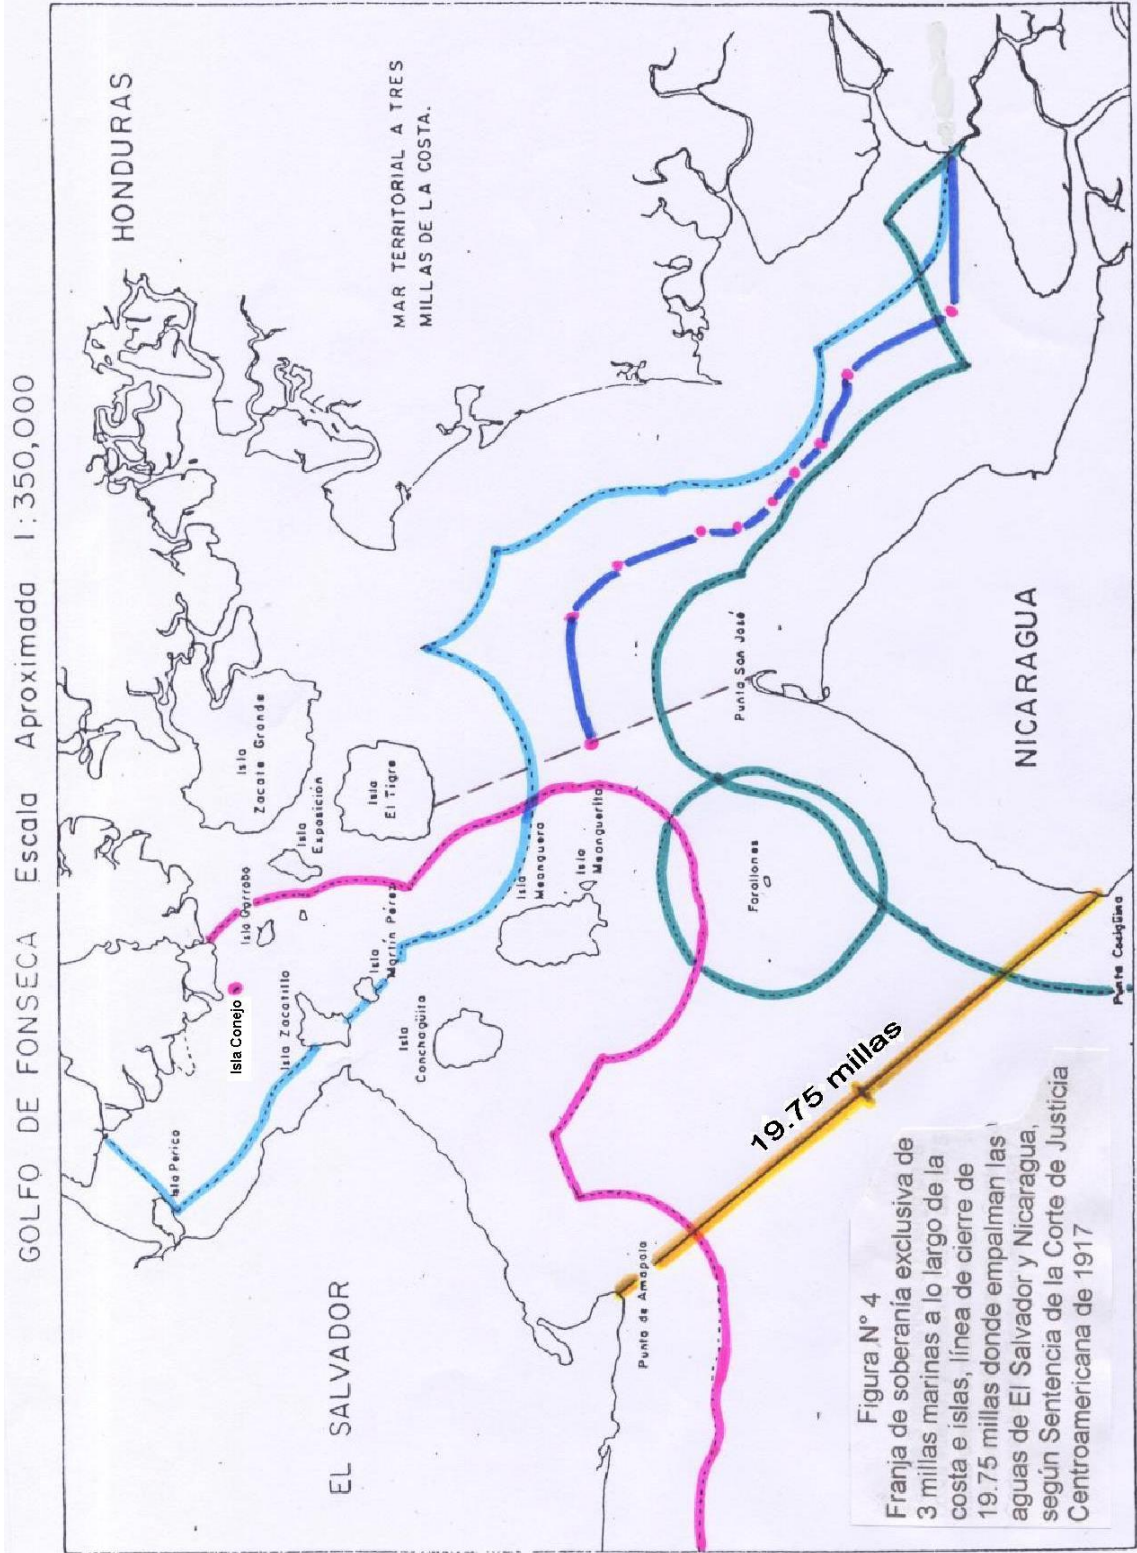 GOLFO DE FONSECA Escala Aproximada 1:350,000
HONDURAS
MAR TERRITORIAL A TRES
MILLAS DE LA COSTA.
Isla
Zacate Grande
Isla
Exposición
Isla
El Tigre
Isla Garrobo
Isla Conejo
Isla Zacatillo
Isla
Martín Pérez
Isla Perico
Isla
Conchagüita
Isla
Meanguera
Isla
Meanguerita
Farallones
Punta San José
NICARAGUA
Punta Cosigüina
19.75 millas
Punta de Amapala
EL SALVADOR
Figura N° 4
Franja de soberanía exclusiva de
3 millas marinas a lo largo de la
costa e islas, línea de cierre de
19.75 millas donde empalman las
aguas de El Salvador y Nicaragua,
según Sentencia de la Corte de Justicia
Centroamericana de 1917